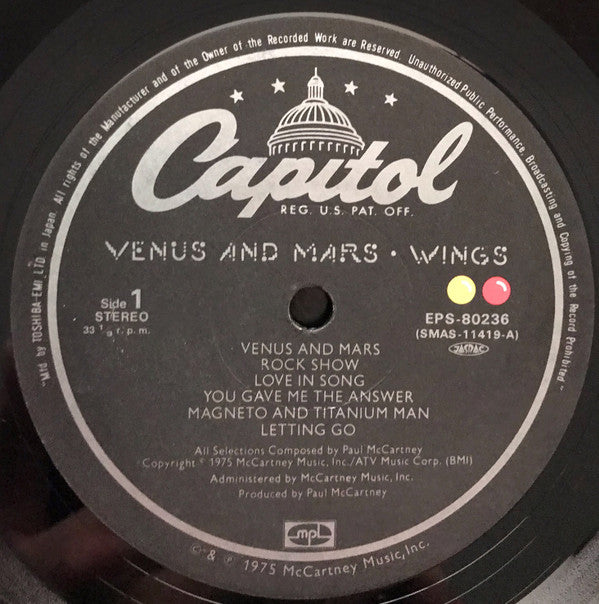 "Mfd by TOSHIBA-EMI LTD in Japan. All rights of the Manufacturer and of the Owner of the Recorded Work are Reserved. Unauthorized Public Performance, Broadcasting and Copying of the Record Prohibited"
Capitol
REG. U.S. PAT. OFF.
VENUS AND MARS • WINGS
Side 1
STEREO
33 1/3 r.p.m.
EPS-80236
(SMAS-11419-A)
JASRAC
VENUS AND MARS
ROCK SHOW
LOVE IN SONG
YOU GAVE ME THE ANSWER
MAGNETO AND TITANIUM MAN
LETTING GO
All Selections Composed by Paul McCartney
Copyright © 1975 McCartney Music, Inc./ATV Music Corp. (BMI)
Administered by McCartney Music, Inc.
Produced by Paul McCartney
mpl
© & ℗ 1975 McCartney Music, Inc.